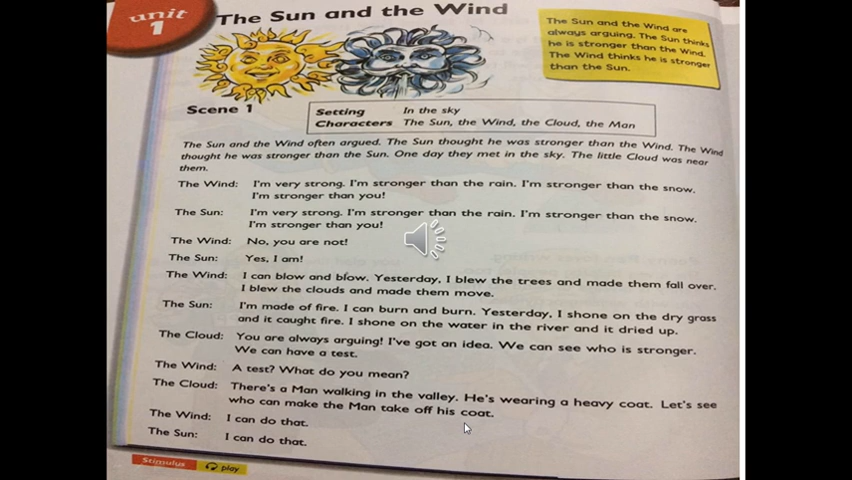 unit
1
The Sun and the Wind
The Sun and the Wind are
always arguing. The Sun thinks
he is stronger than the Wind.
The Wind thinks he is stronger
than the Sun.
Scene 1
Setting In the sky
Characters The Sun, the Wind, the Cloud, the Man
The Sun and the Wind often argued. The Sun thought he was stronger than the Wind. The Wind
thought he was stronger than the Sun. One day they met in the sky. The little Cloud was near
them.
The Wind: I'm very strong. I'm stronger than the rain. I'm stronger than the snow.
I'm stronger than you!
The Sun: I'm very strong. I'm stronger than the rain. I'm stronger than the snow.
I'm stronger than you!
The Wind: No, you are not!
The Sun: Yes, I am!
The Wind: I can blow and blow. Yesterday, I blew the trees and made them fall over.
I blew the clouds and made them move.
The Sun: I'm made of fire. I can burn and burn. Yesterday, I shone on the dry grass
and it caught fire. I shone on the water in the river and it dried up.
The Cloud: You are always arguing! I've got an idea. We can see who is stronger.
We can have a test.
The Wind: A test? What do you mean?
The Cloud: There's a Man walking in the valley. He's wearing a heavy coat. Let's see
who can make the Man take off his coat.
The Wind: I can do that.
The Sun: I can do that.
Stimulus play